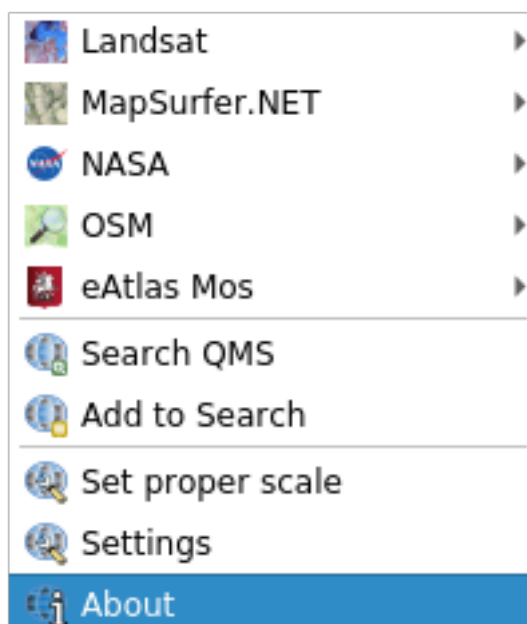 Landsat
MapSurfer.NET
NASA
OSM
eAtlas Mos
Search QMS
Add to Search
Set proper scale
Settings
About